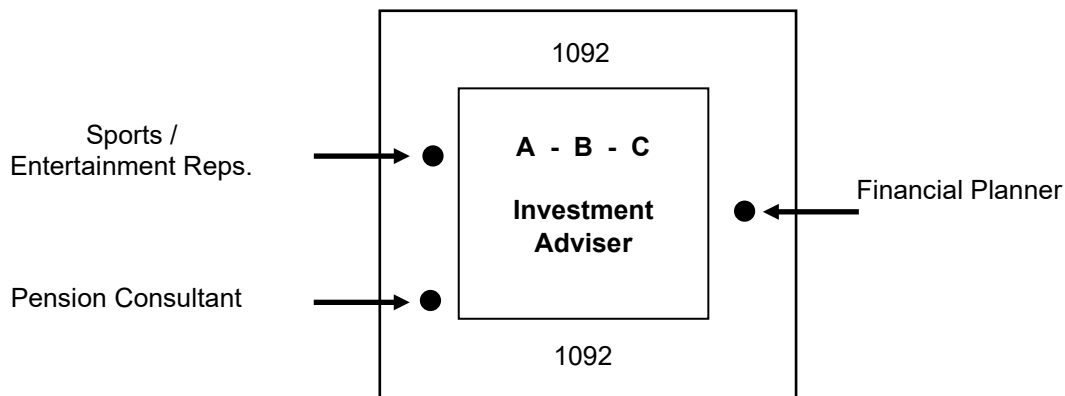 1092
Sports /
Entertainment Reps.
A - B - C
Investment
Adviser
Financial Planner
Pension Consultant
1092